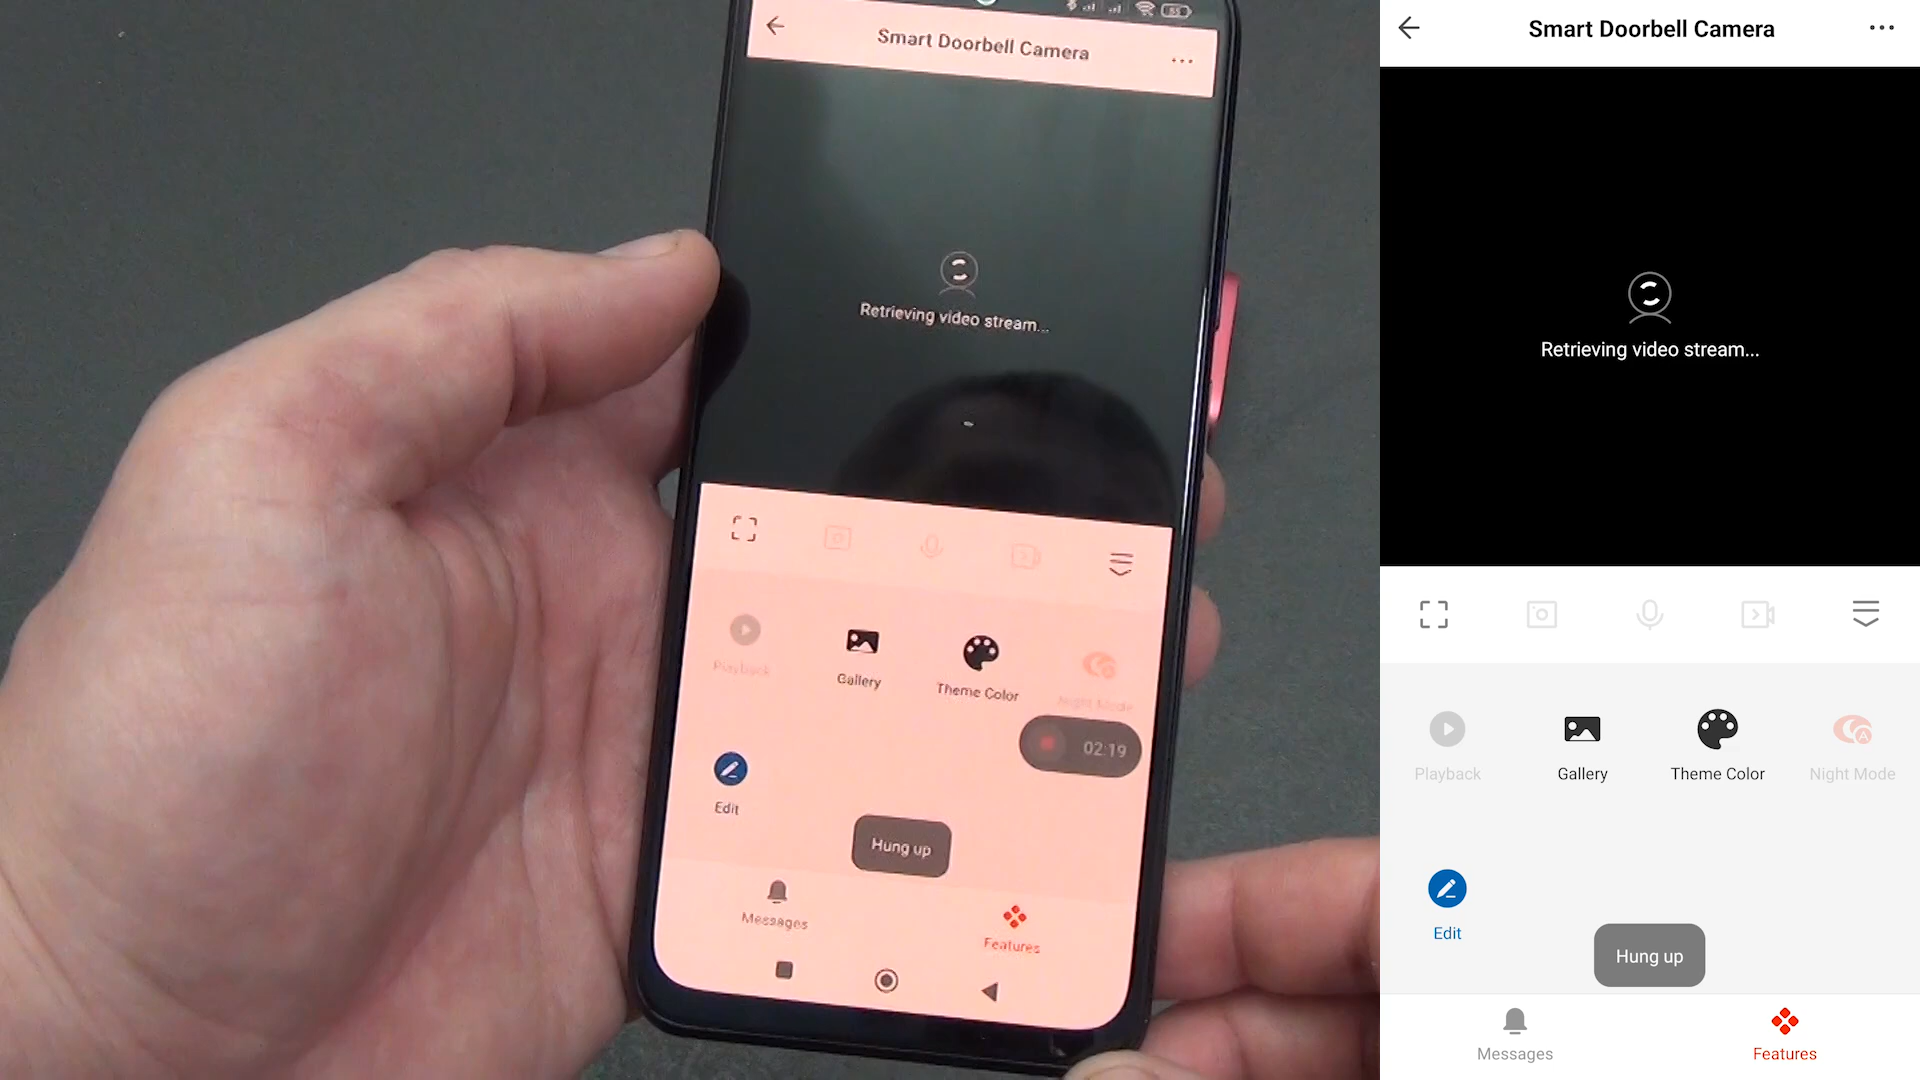 85
Smart Doorbell Camera
Retrieving video stream...
Playback
Gallery
Theme Color
Night Mode
02:19
Edit
Hung up
Messages
Features
Smart Doorbell Camera
Retrieving video stream...
Playback
Gallery
Theme Color
Night Mode
A
Edit
Hung up
Messages
Features